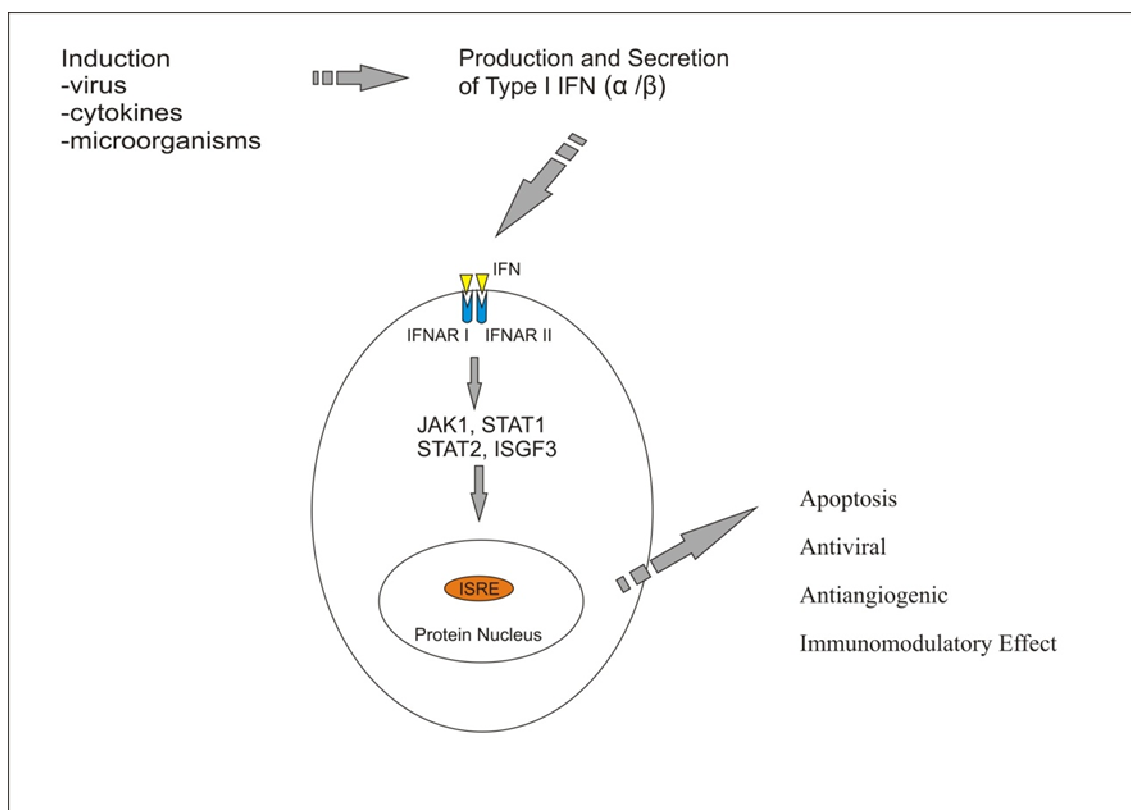 Induction
-virus
-cytokines
-microorganisms
Production and Secretion
of Type I IFN (α /β)
IFN
IFNAR I
IFNAR II
JAK1, STAT1
STAT2, ISGF3
ISRE
Protein Nucleus
Apoptosis
Antiviral
Antiangiogenic
Immunomodulatory Effect